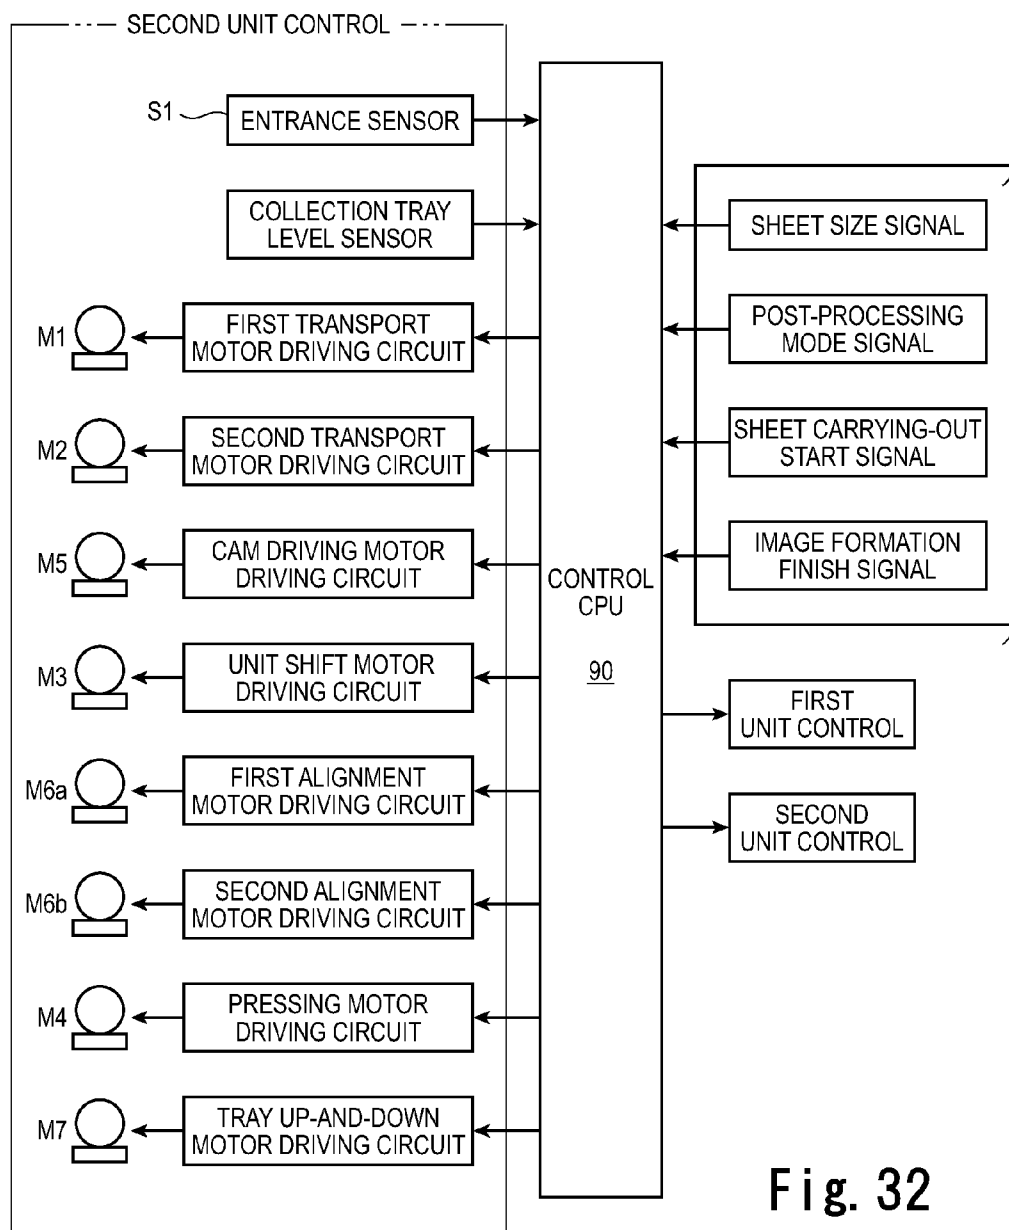 SECOND UNIT CONTROL
S1
ENTRANCE SENSOR
COLLECTION TRAY
LEVEL SENSOR
M1
FIRST TRANSPORT
MOTOR DRIVING CIRCUIT
M2
SECOND TRANSPORT
MOTOR DRIVING CIRCUIT
M5
CAM DRIVING MOTOR
DRIVING CIRCUIT
M3
UNIT SHIFT MOTOR
DRIVING CIRCUIT
M6a
FIRST ALIGNMENT
MOTOR DRIVING CIRCUIT
M6b
SECOND ALIGNMENT
MOTOR DRIVING CIRCUIT
M4
PRESSING MOTOR
DRIVING CIRCUIT
M7
TRAY UP-AND-DOWN
MOTOR DRIVING CIRCUIT
CONTROL
CPU
90
SHEET SIZE SIGNAL
POST-PROCESSING
MODE SIGNAL
SHEET CARRYING-OUT
START SIGNAL
IMAGE FORMATION
FINISH SIGNAL
FIRST
UNIT CONTROL
SECOND
UNIT CONTROL
Fig. 32